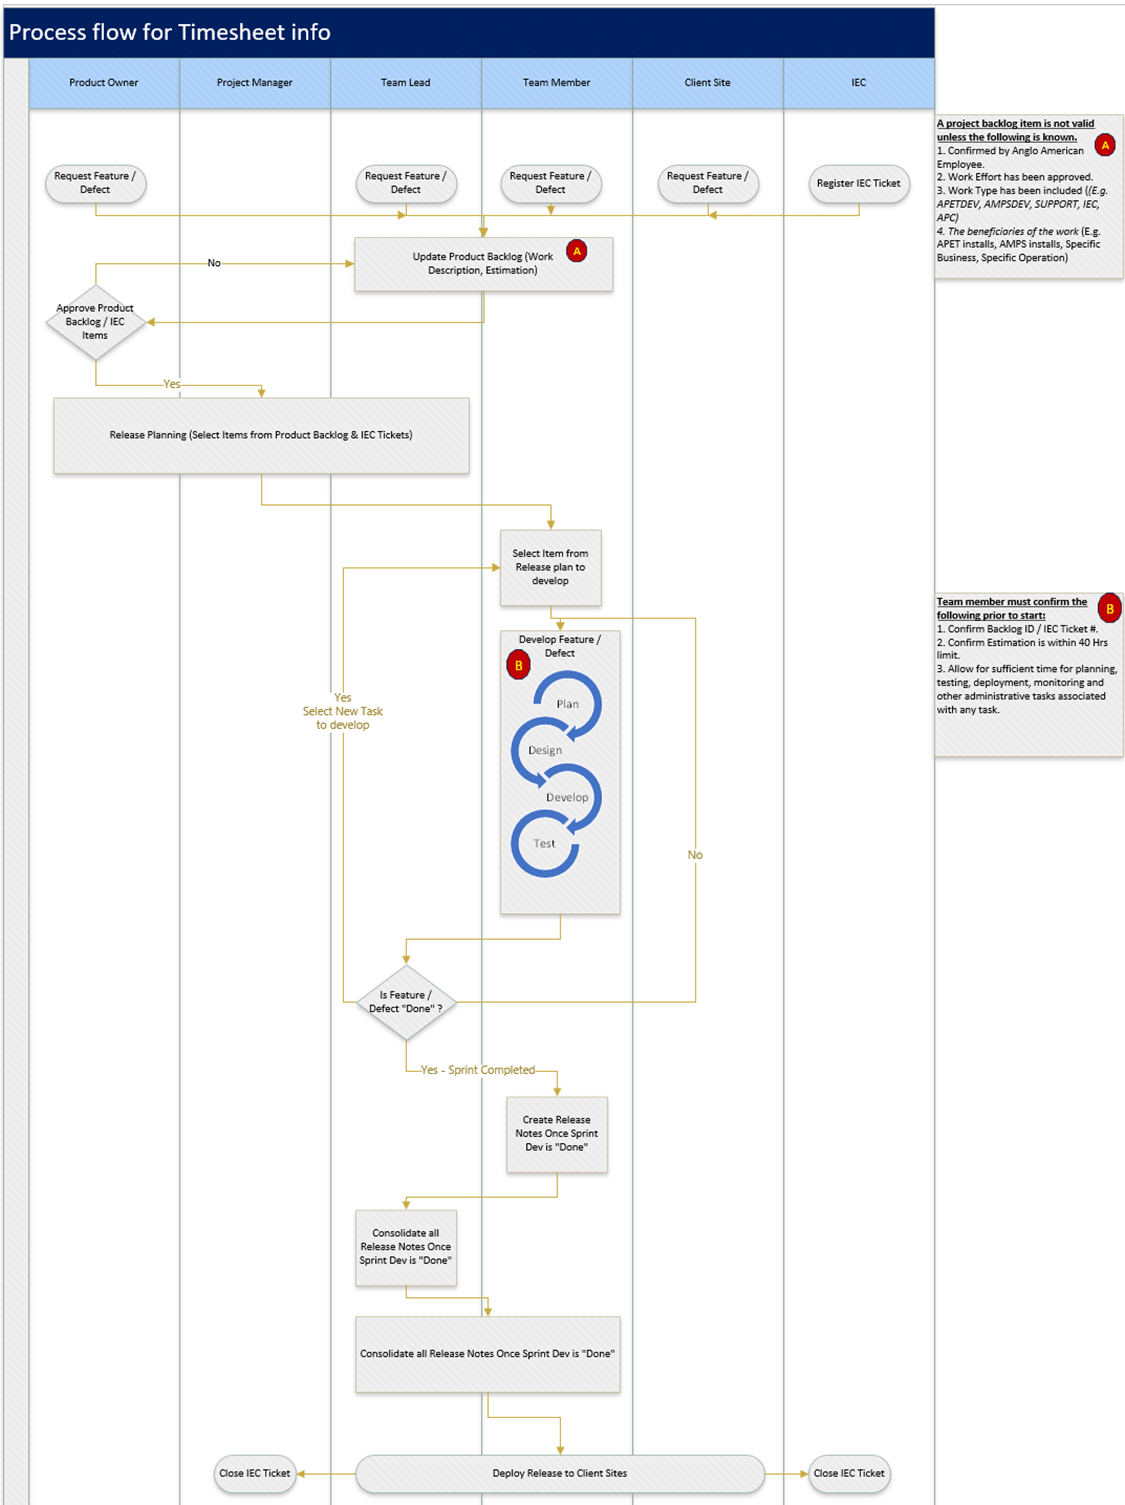 Process flow for Timesheet info
Product Owner
Project Manager
Team Lead
Team Member
Client Site
IEC
A project backlog item is not valid
unless the following is known.
1. Confirmed by Anglo American
Employee.
2. Work Effort has been approved.
3. Work Type has been included ((E.g.
APETDEV, AMPSDEV, SUPPORT, IEC,
APC)
4. The beneficiaries of the work (E.g.
APET installs, AMPS installs, Specific
Business, Specific Operation)
A
Request Feature /
Defect
Request Feature /
Defect
Request Feature /
Defect
Request Feature /
Defect
Register IEC Ticket
Update Product Backlog (Work
Description, Estimation)
A
No
Approve Product
Backlog / IEC
Items
Yes
Release Planning (Select Items from Product Backlog & IEC Tickets)
Select Item from
Release plan to
develop
Team member must confirm the
following prior to start:
1. Confirm Backlog ID / IEC Ticket #.
2. Confirm Estimation is within 40 Hrs
limit.
3. Allow for sufficient time for planning,
testing, deployment, monitoring and
other administrative tasks associated
with any task.
B
Develop Feature /
Defect
B
Plan
Design
Develop
Test
Yes
Select New Task
to develop
No
Is Feature /
Defect "Done" ?
Yes - Sprint Completed
Create Release
Notes Once Sprint
Dev is "Done"
Consolidate all
Release Notes Once
Sprint Dev is "Done"
Consolidate all Release Notes Once Sprint Dev is "Done"
Close IEC Ticket
Deploy Release to Client Sites
Close IEC Ticket